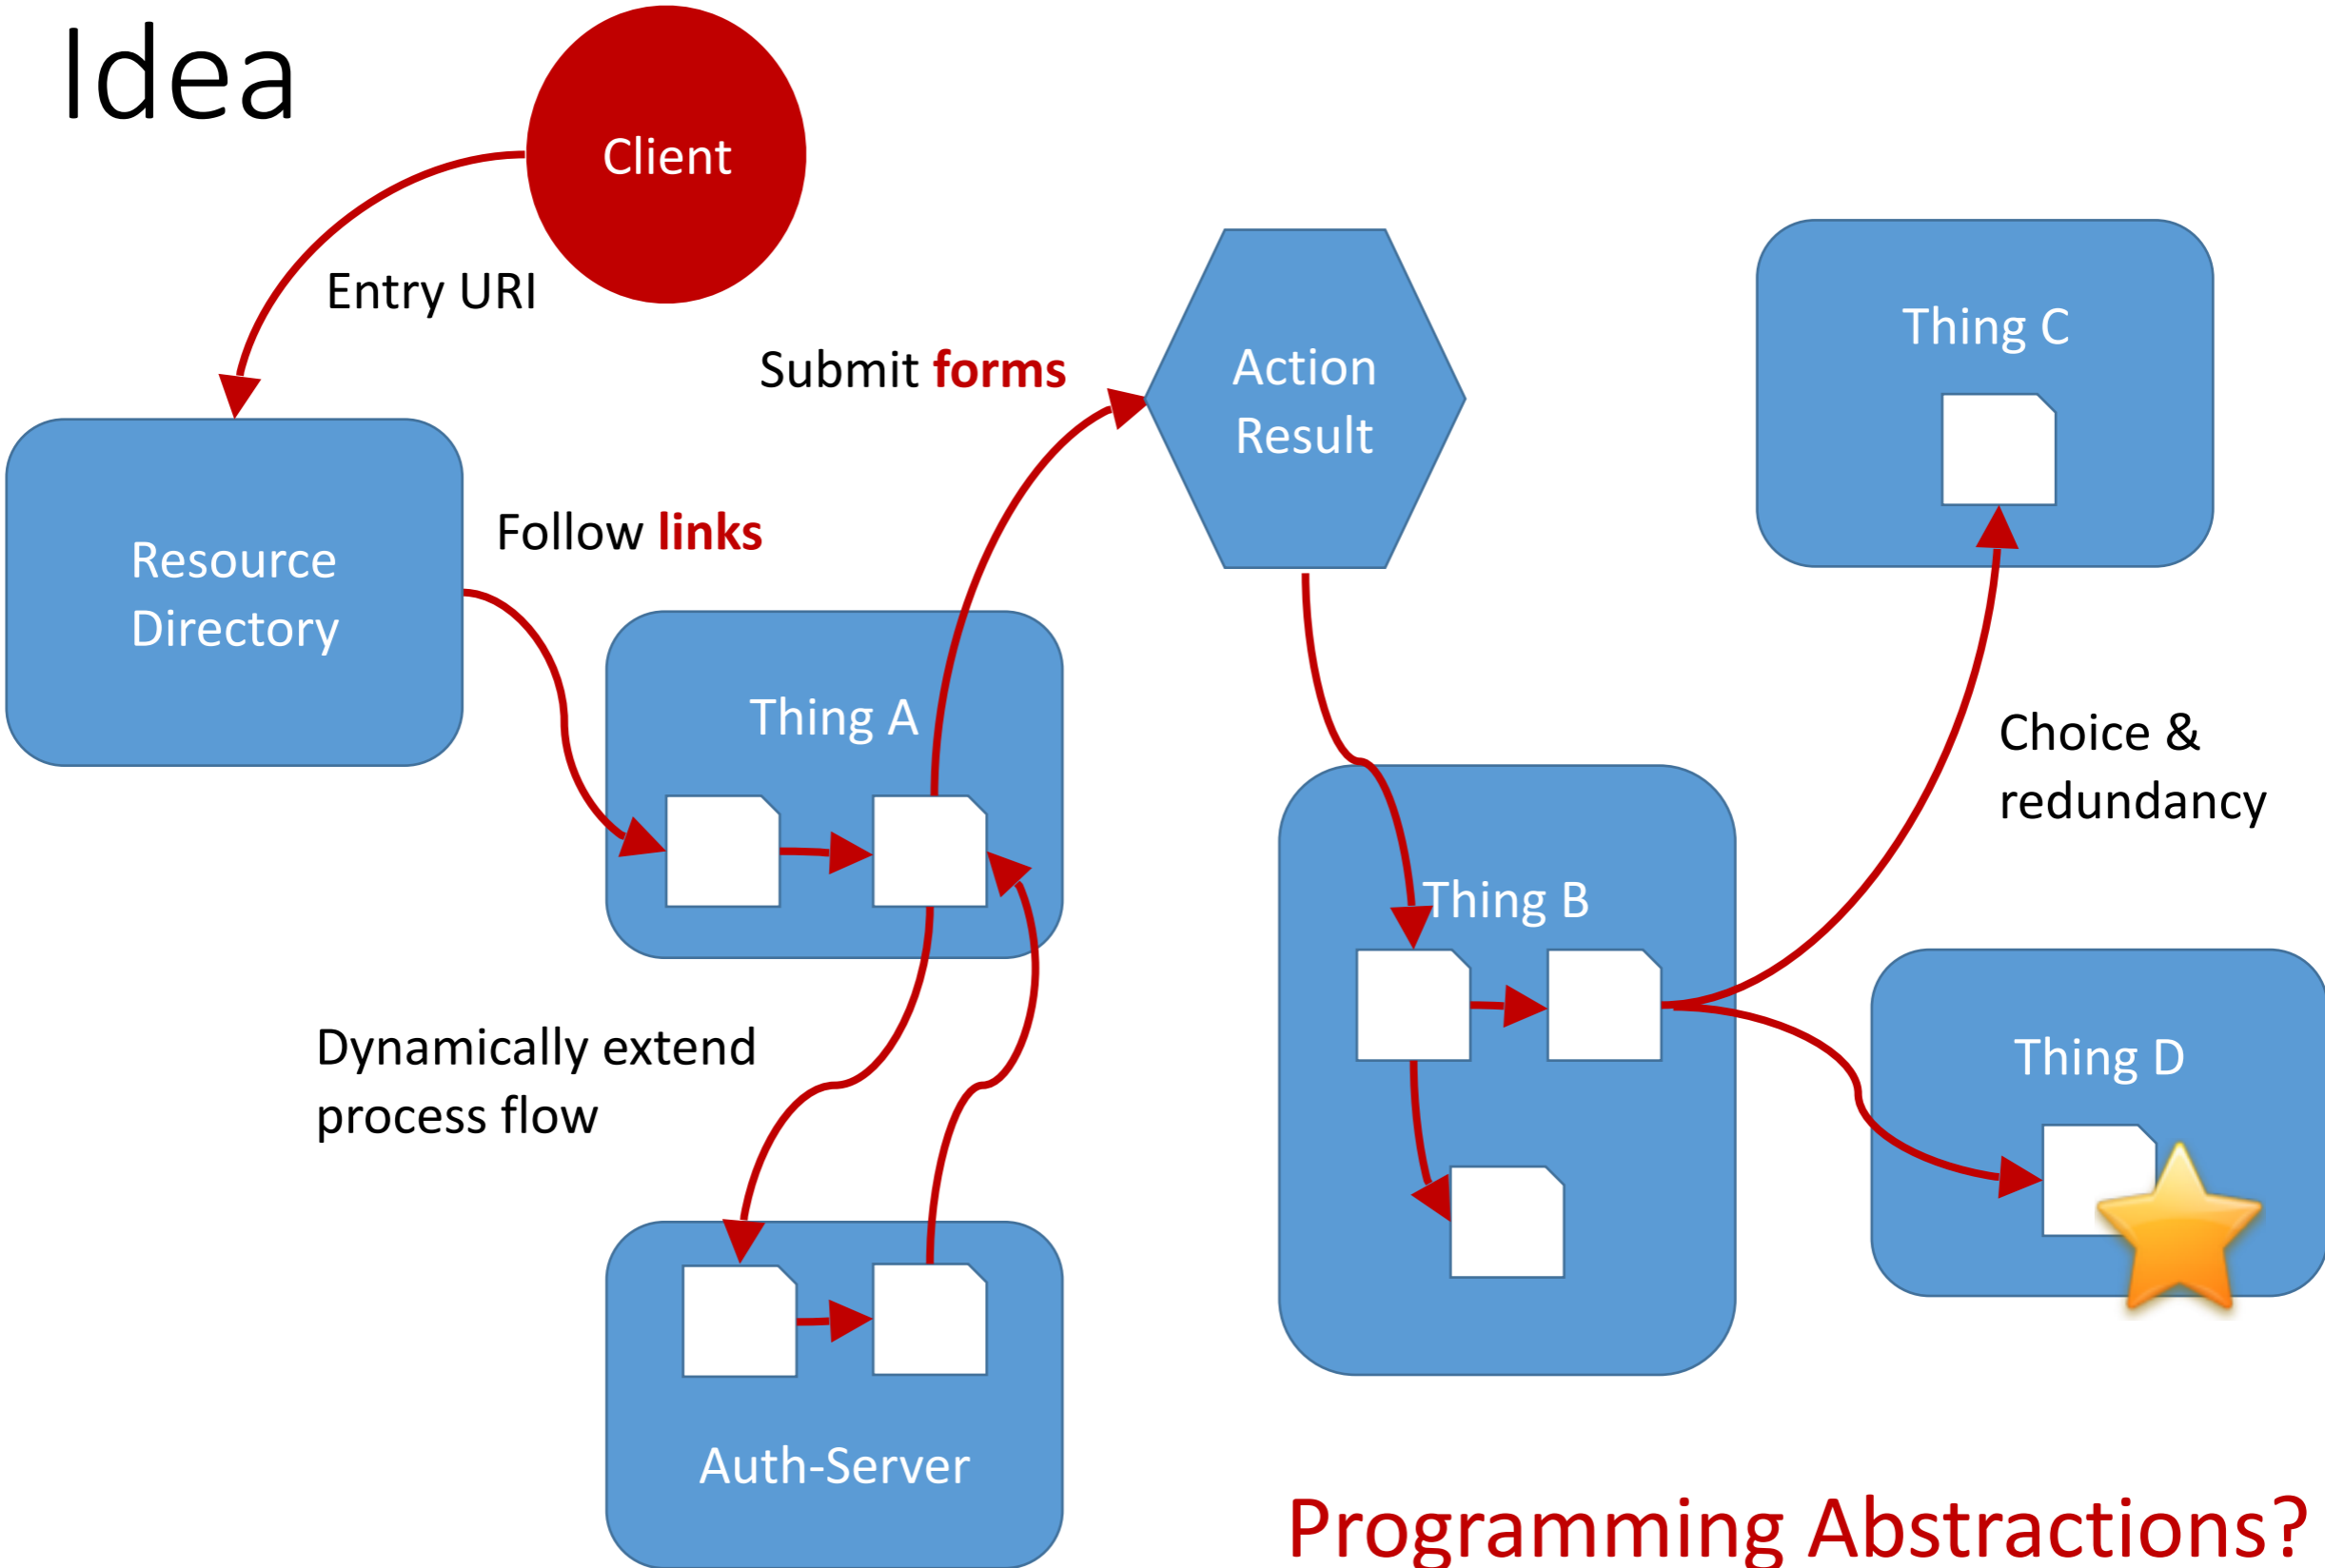 Idea
Client
Entry URI
Submit forms
Action
Result
Thing C
Resource
Directory
Follow links
Thing A
Choice &
redundancy
Thing B
Dynamically extend
process flow
Thing D
Auth-Server
Programming Abstractions?